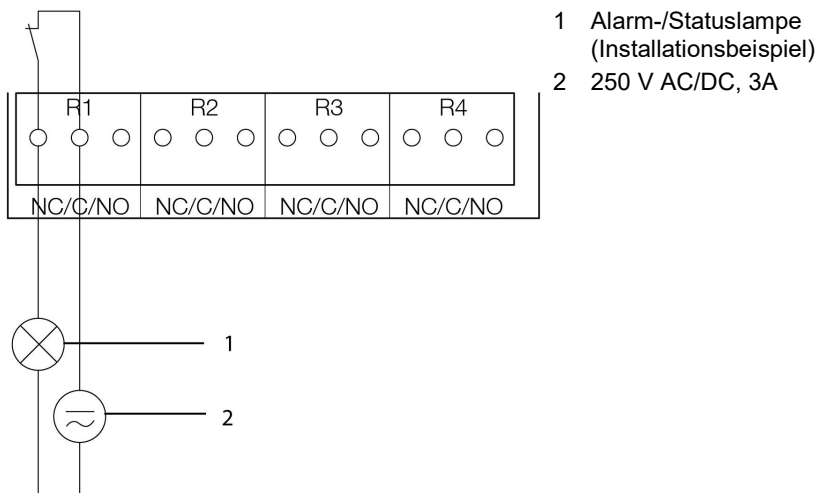 1 Alarm-/Statuslampe
(Installationsbeispiel)
2 250 V AC/DC, 3A
R1 R2 R3 R4
NC/C/NO NC/C/NO NC/C/NO NC/C/NO
1
2